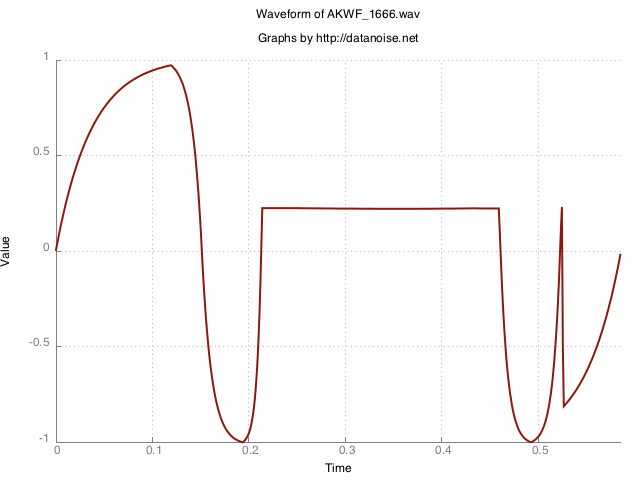 Waveform of AKWF_1666.wav
Graphs by http://datanoise.net
1
0.5
0
-0.5
-1
Value
0 0.1 0.2 0.3 0.4 0.5
Time